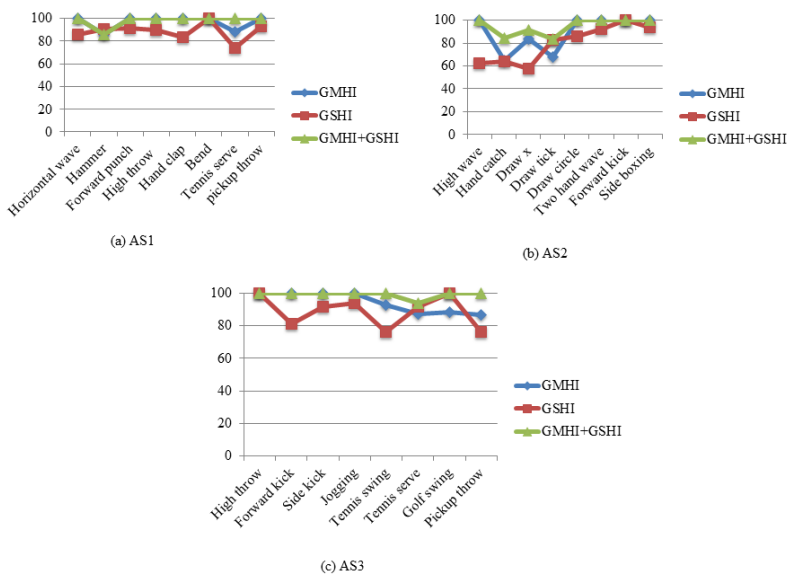 100
80
60
40
20
0
Horizontal wave
Hammer
Forward punch
High throw
Hand clap
Bend
Tennis serve
pickup throw
GMHI
GSHI
GMHI+GSHI
(a) AS1
100
80
60
40
20
0
High wave
Hand catch
Draw x
Draw tick
Draw circle
Two hand wave
Forward kick
Side boxing
GMHI
GSHI
GMHI+GSHI
(b) AS2
100
80
60
40
20
0
High throw
Forward kick
Side kick
Jogging
Tennis swing
Tennis serve
Golf swing
Pickup throw
GMHI
GSHI
GMHI+GSHI
(c) AS3